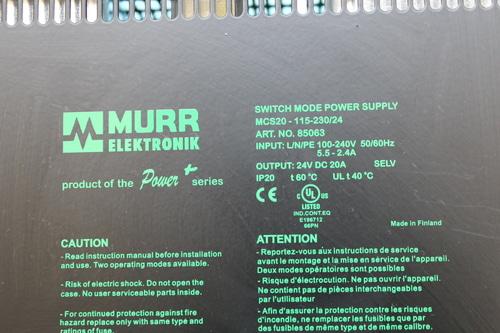 MURR
ELEKTRONIK
product of the Power+ series
SWITCH MODE POWER SUPPLY
MCS20 - 115-230/24
ART. NO. 85063
INPUT: L/N/PE 100-240V 50/60Hz
5.5 - 2.4A
OUTPUT: 24V DC 20A SELV
IP20 t 60°C UL t 40°C
CE c UL us
LISTED
IND.CONT.EQ
E198712
66PN
Made in Finland
CAUTION
- Read instruction manual before installation
and use. Two operating modes available.
- Risk of electric shock. Do not open the
case. No user serviceable parts inside.
- For continued protection against fire
hazard replace only with same type and
ratings of fuse.
ATTENTION
- Reportez-vous aux instructions de service
avant le montage et la mise en service de l'appareil.
Deux modes opératoires sont possibles
- Risque d'électrocution. Ne pas ouvrir l'appareil.
Ne contient pas de pièces interchangeables
par l'utilisateur
- Afin d'assurer la protection contre les risques
d'incendie, ne remplacer les fusibles que par
des fusibles de même type et de même calibre.